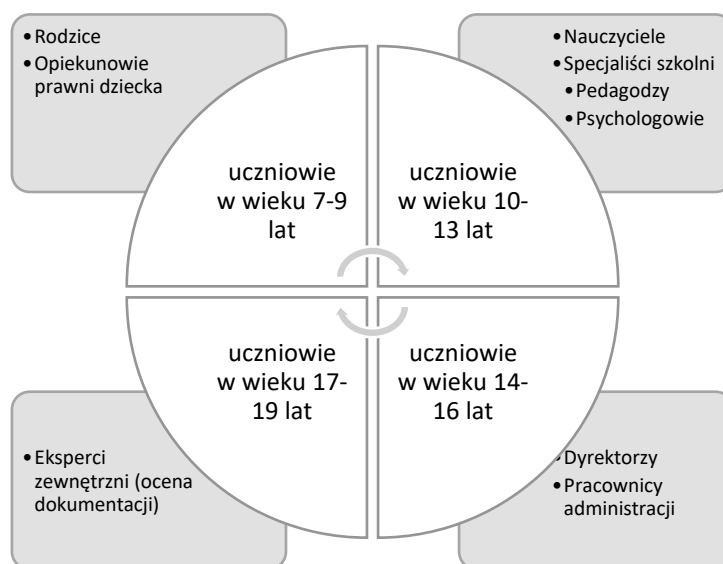 • Rodzice
• Opiekunowie
prawni dziecka
• Nauczyciele
• Specjaliści szkolni
• Pedagodzy
• Psychologowie
uczniowie
w wieku 7-9
lat
uczniowie
w wieku 10-
13 lat
uczniowie
w wieku 17-
19 lat
uczniowie
w wieku 14-
16 lat
• Eksperci
zewnętrzni (ocena
dokumentacji)
• Dyrektorzy
• Pracownicy
administracji